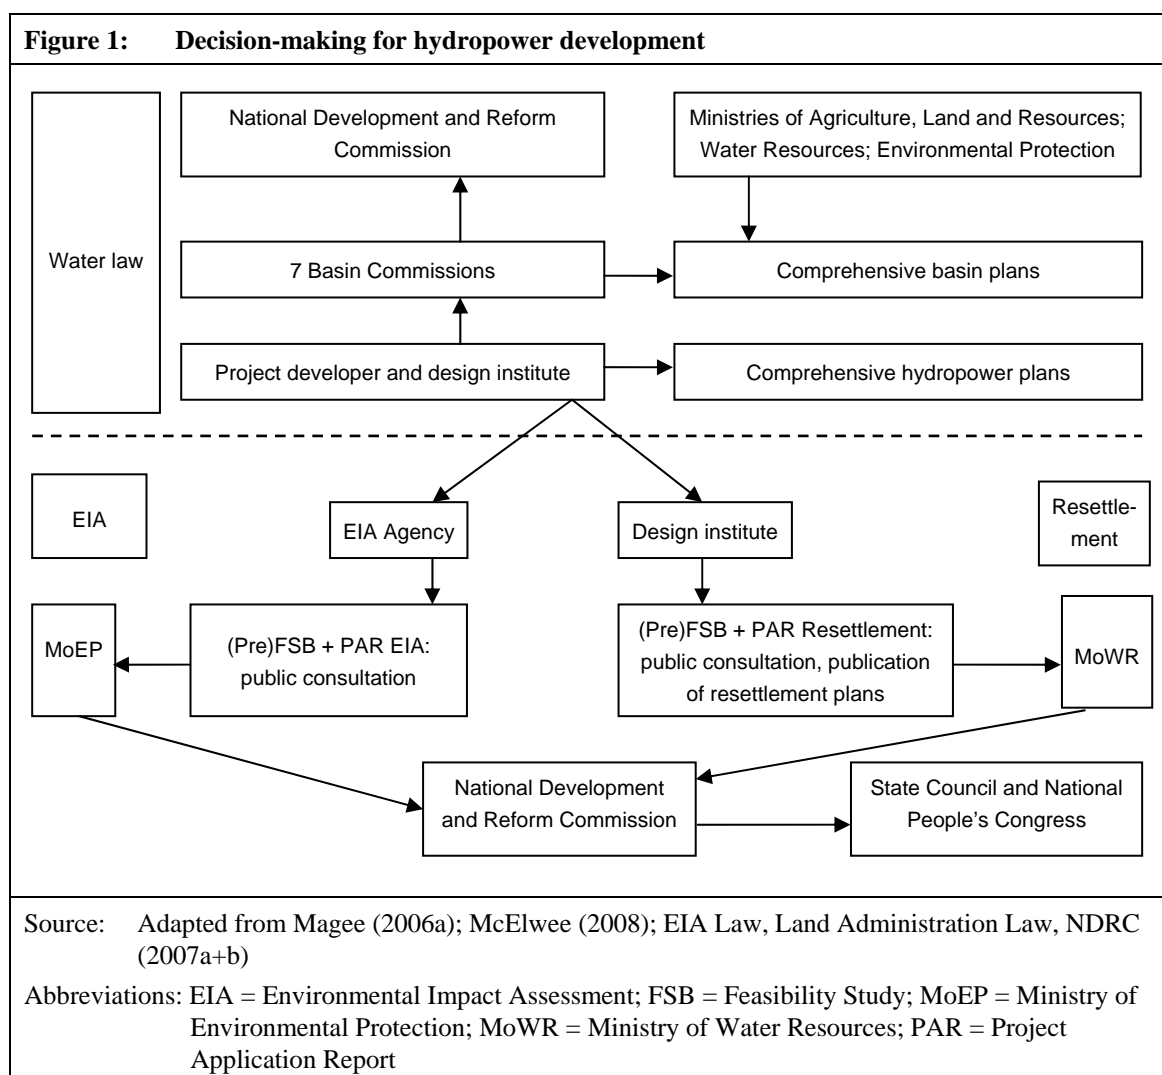 Figure 1: Decision-making for hydropower development
Water law
National Development and Reform
Commission
Ministries of Agriculture, Land and Resources;
Water Resources; Environmental Protection
7 Basin Commissions
Comprehensive basin plans
Project developer and design institute
Comprehensive hydropower plans
EIA
EIA Agency
Design institute
Resettle-
ment
MoEP
(Pre)FSB + PAR EIA:
public consultation
(Pre)FSB + PAR Resettlement:
public consultation, publication
of resettlement plans
MoWR
National Development
and Reform Commission
State Council and National
People's Congress
Source: Adapted from Magee (2006a); McElwee (2008); EIA Law, Land Administration Law, NDRC
(2007a+b)
Abbreviations: EIA = Environmental Impact Assessment; FSB = Feasibility Study; MoEP = Ministry of
Environmental Protection; MoWR = Ministry of Water Resources; PAR = Project
Application Report